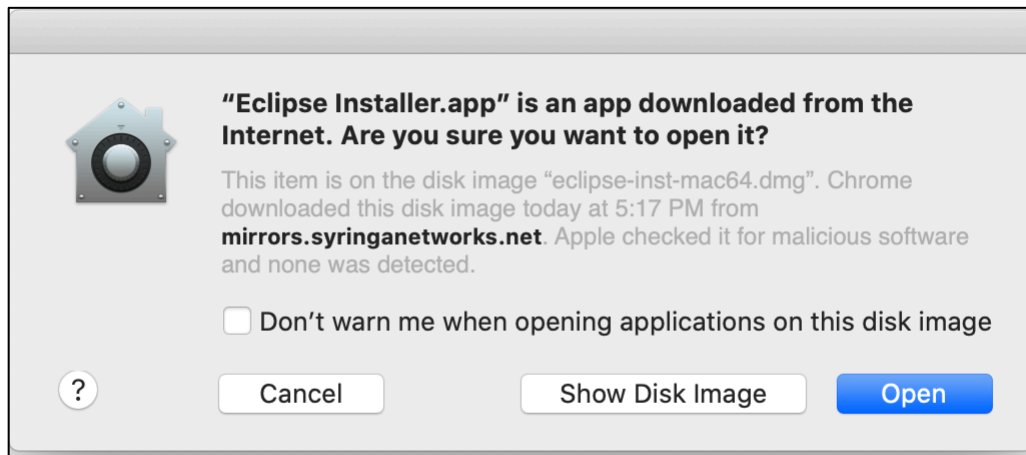 “Eclipse Installer.app” is an app downloaded from the
Internet. Are you sure you want to open it?
This item is on the disk image “eclipse-inst-mac64.dmg”. Chrome
downloaded this disk image today at 5:17 PM from
mirrors.syringanetworks.net. Apple checked it for malicious software
and none was detected.
Don’t warn me when opening applications on this disk image
? Cancel Show Disk Image Open